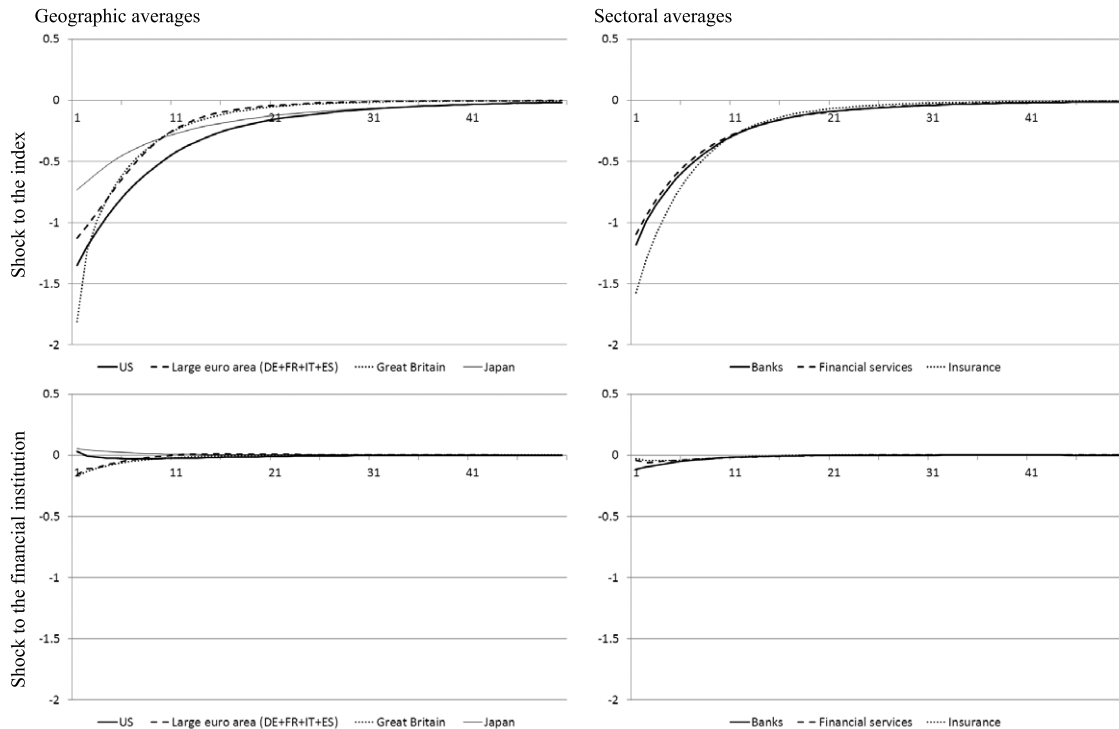 Geographic averages
Sectoral averages
Shock to the index
0.5
0
-0.5
-1
-1.5
-2
1
11
21
31
41
US
Large euro area (DE+FR+IT+ES)
Great Britain
Japan
0.5
0
-0.5
-1
-1.5
-2
1
11
21
31
41
Banks
Financial services
Insurance
Shock to the financial institution
0.5
0
-0.5
-1
-1.5
-2
1
11
21
31
41
US
Large euro area (DE+FR+IT+ES)
Great Britain
Japan
0.5
0
-0.5
-1
-1.5
-2
1
11
21
31
41
Banks
Financial services
Insurance